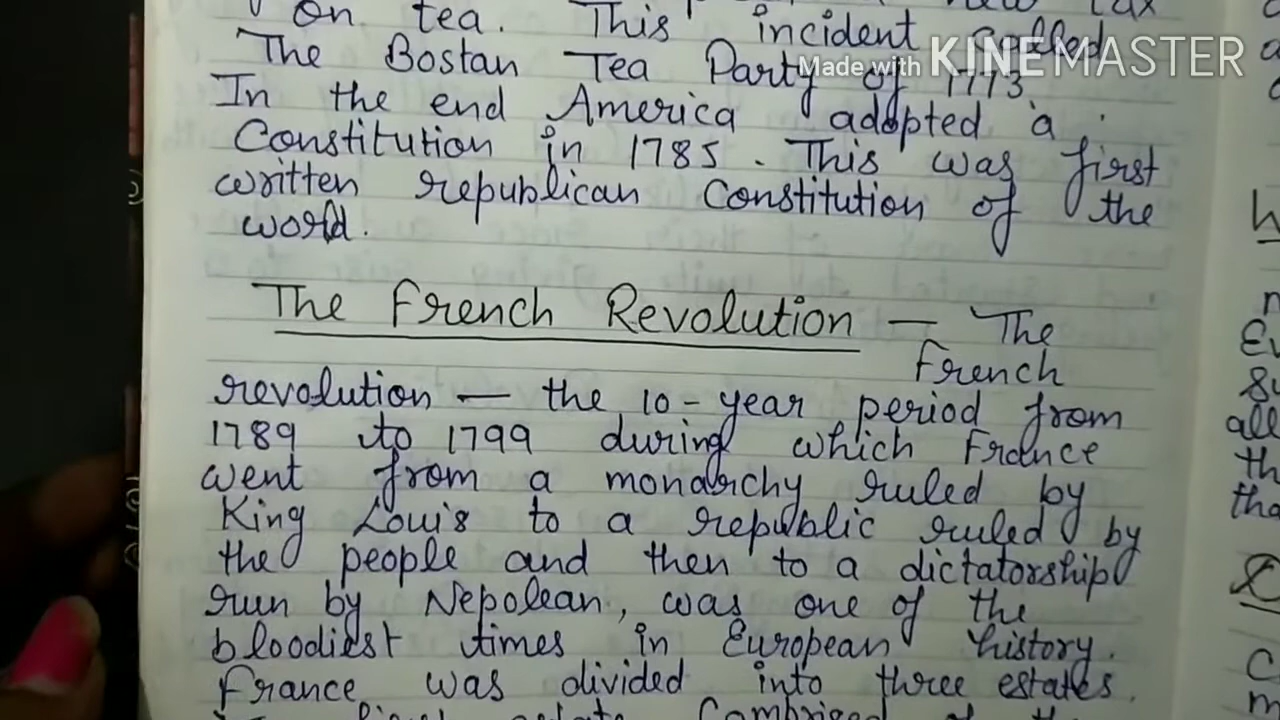 on tea. This incident called
The Bostan Tea Party of 1773.
Made with KINEMASTER
In the end America adopted a
Constitution in 1785. This was first
written republican Constitution of the
world.
The French Revolution — The
French
revolution — the 10-year period from
1789 to 1799 during which France
went from a monarchy ruled by
King Louis to a republic ruled by
the people and then to a dictatorship
run by Nepolean, was one of the
bloodiest times in European history.
France was divided into three estates.